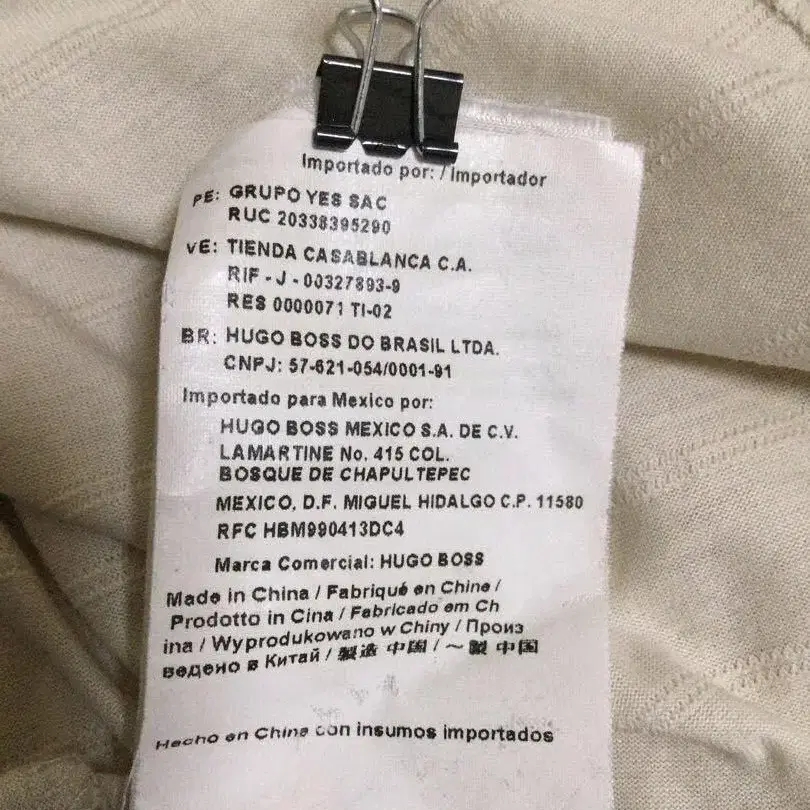 Importado por: / Importador
PE: GRUPO YES SAC
RUC 20338395290
VE: TIENDA CASABLANCA C.A.
RIF - J - 00327893-9
RES 0000071 TI-02
BR: HUGO BOSS DO BRASIL LTDA.
CNPJ: 57-621-054/0001-91
Importado para Mexico por:
HUGO BOSS MEXICO S.A. DE C.V.
LAMARTINE No. 415 COL.
BOSQUE DE CHAPULTEPEC
MEXICO, D.F. MIGUEL HIDALGO C.P. 11580
RFC HBM990413DC4
Marca Comercial: HUGO BOSS
Made in China / Fabriqué en Chine /
Prodotto in Cina / Fabricado em Ch
ina / Wyprodukowano w Chiny / Произ
ведено в Китай / 製造 中国 / ～製 中国
Hecho en China con insumos importados